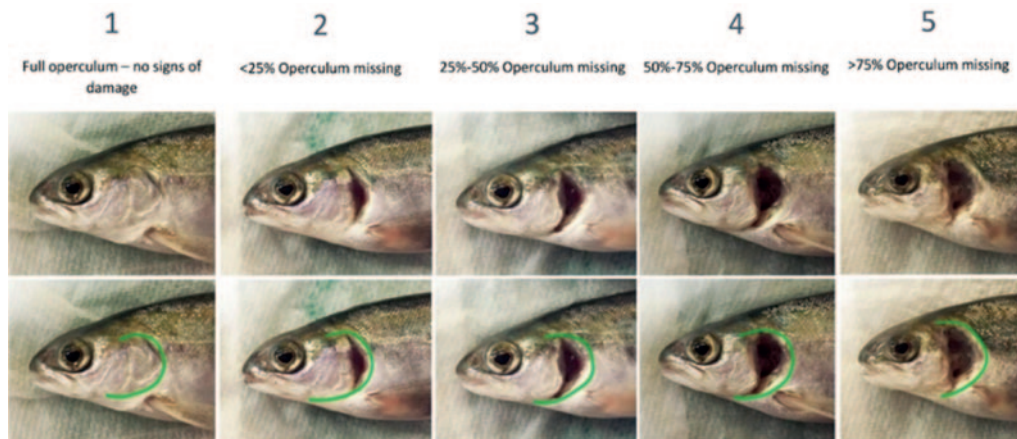 1
2
3
4
5
Full operculum – no signs of
damage
<25% Operculum missing
25%-50% Operculum missing
50%-75% Operculum missing
>75% Operculum missing